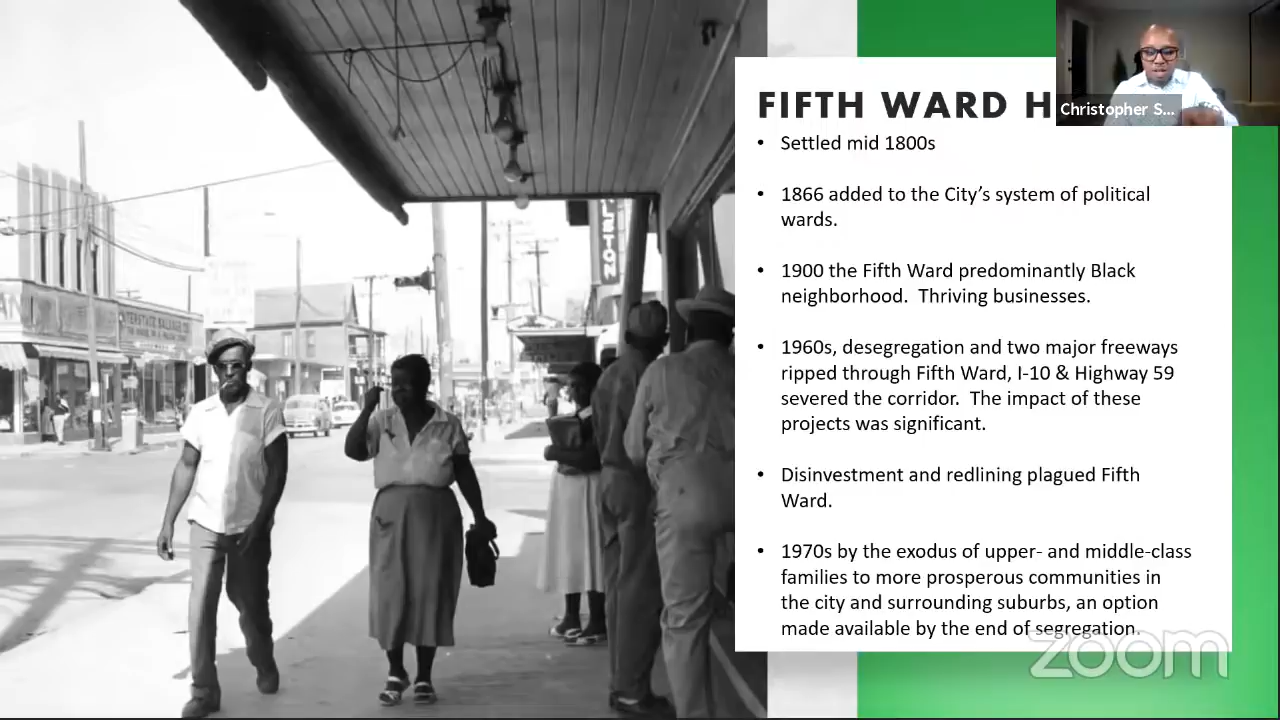 FIFTH WARD H
Christopher S...
• Settled mid 1800s
• 1866 added to the City’s system of political
wards.
• 1900 the Fifth Ward predominantly Black
neighborhood.  Thriving businesses.
• 1960s, desegregation and two major freeways
ripped through Fifth Ward, I-10 & Highway 59
severed the corridor.  The impact of these
projects was significant.
• Disinvestment and redlining plagued Fifth
Ward.
• 1970s by the exodus of upper- and middle-class
families to more prosperous communities in
the city and surrounding suburbs, an option
made available by the end of segregation.
zoom